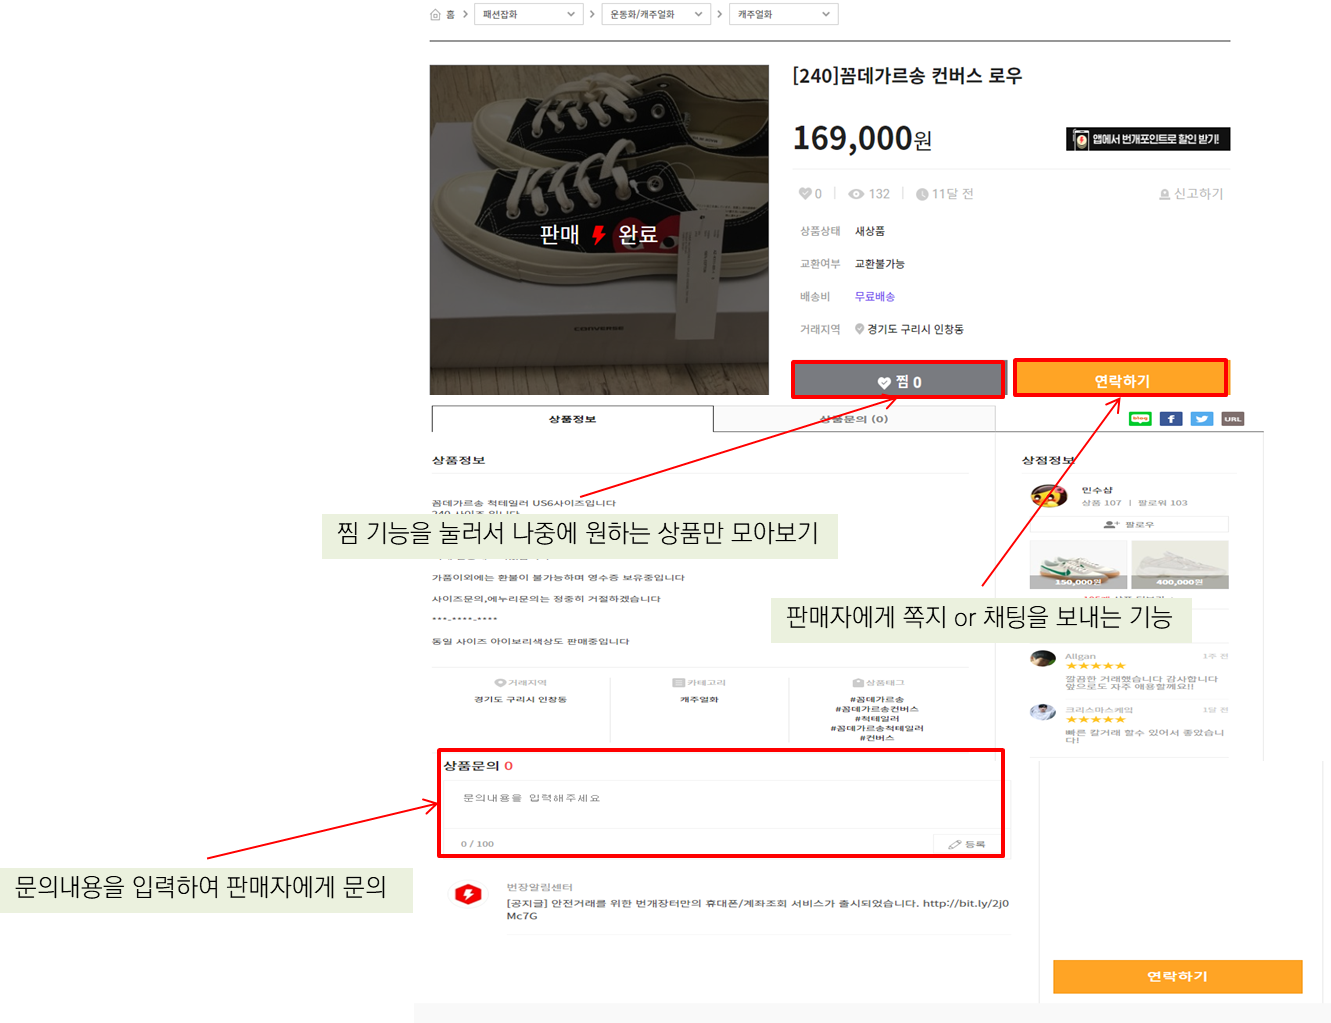 홈 > 패션잡화 > 운동화/캐주얼화 > 캐주얼화
[240]꼼데가르송 컨버스 로우
169,000원
앱에서 번개포인트로 할인 받기!
0 132 11달 전 신고하기
상품상태 새상품
교환여부 교환불가능
배송비 무료배송
거래지역 경기도 구리시 인창동
판매 완료
CONVERSE
찜 0
연락하기
상품정보
상품문의 (0)
blog f URL
상품정보
꼼데가르송 척테일러 US6사이즈입니다
찜 기능을 눌러서 나중에 원하는 상품만 모아보기
가품이외에는 환불이 불가능하며 영수증 보유중입니다
사이즈문의,에누리문의는 정중히 거절하겠습니다
***-****-****
동일 사이즈 아이보리색상도 판매중입니다
거래지역
경기도 구리시 인창동
카테고리
캐주얼화
상품태그
#꼼데가르송
#꼼데가르송컨버스
#척테일러
#꼼데가르송척테일러
#컨버스
상점정보
민수샵
상품 107 | 팔로워 103
팔로우
150,000원
400,000원
판매자에게 쪽지 or 채팅을 보내는 기능
Allgan 1주 전
★★★★★
깔끔한 거래했습니다 감사합니다
앞으로도 자주 애용할께요!!
크리스마스케잌 1달 전
★★★★★
빠른 칼거래 할수 있어서 좋았습니
다!
상품문의 0
문의내용을 입력해주세요
0 / 100
등록
문의내용을 입력하여 판매자에게 문의
번장알림센터
[공지글] 안전거래를 위한 번개장터만의 휴대폰/계좌조회 서비스가 출시되었습니다. http://bit.ly/2j0
Mc7G
연락하기